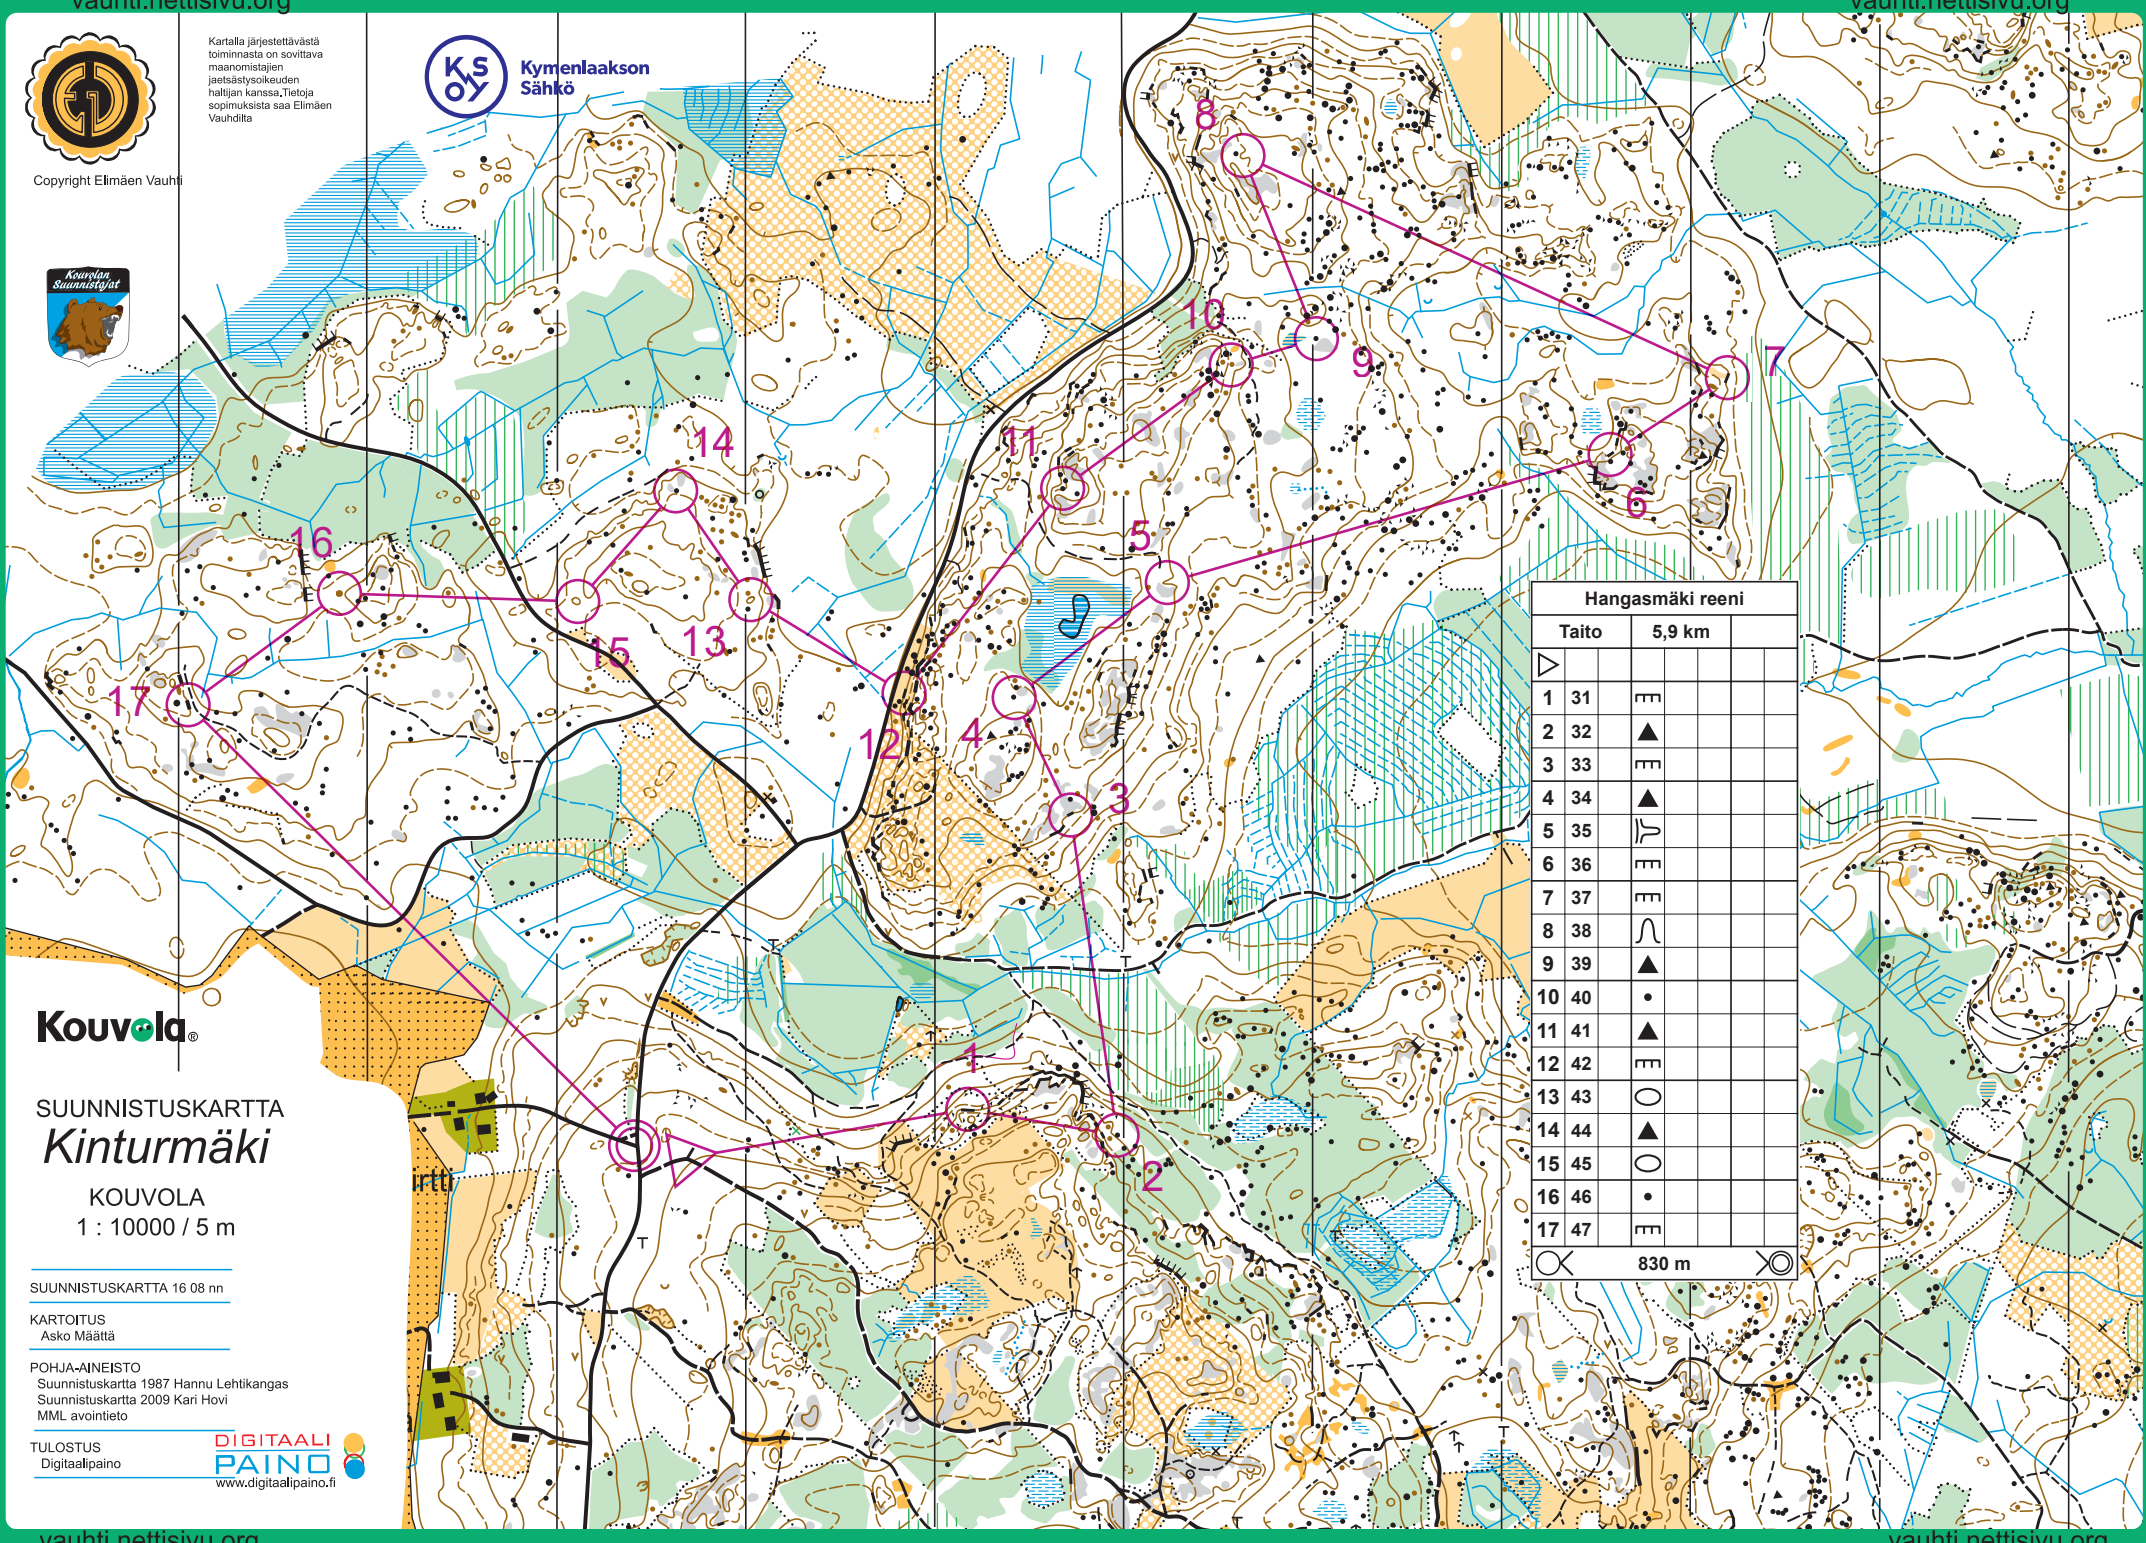 vauhti.nettisivu.org
vauhti.nettisivu.org
Kartalla järjestettävästä
toiminnasta on sovittava
maanomistajien
jaetsästysoikeuden
haltijan kanssa,Tietoja
sopimuksista saa Elimäen
Vauhdilta
KS
OY
Kymenlaakson
Sähkö
Copyright Elimäen Vauhti
Kouvolan
Suunnistajat
8
10
9
7
14
11
6
5
16
15
13
17
12
4
3
1
2
Hangasmäki reeni
Taito 5,9 km
1 31
2 32
3 33
4 34
5 35
6 36
7 37
8 38
9 39
10 40
11 41
12 42
13 43
14 44
15 45
16 46
17 47
830 m
Kouvola®
SUUNNISTUSKARTTA
Kinturmäki
KOUVOLA
1 : 10000 / 5 m
irtti
SUUNNISTUSKARTTA 16 08 nn
KARTOITUS
Asko Määttä
POHJA-AINEISTO
Suunnistuskartta 1987 Hannu Lehtikangas
Suunnistuskartta 2009 Kari Hovi
MML avointieto
TULOSTUS
Digitaalipaino
DIGITAALI
PAINO
www.digitaalipaino.fi
vauhti.nettisivu.org
vauhti.nettisivu.org